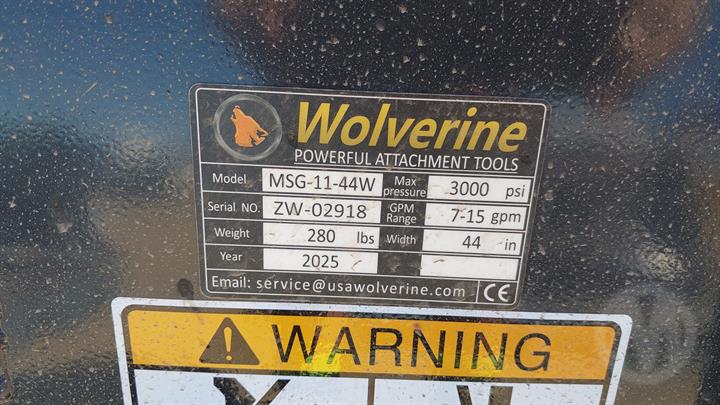 Wolverine
POWERFUL ATTACHMENT TOOLS
Model MSG-11-44W Max pressure 3000 psi
Serial NO. ZW-02918 GPM Range 7-15 gpm
Weight 280 lbs Width 44 in
Year 2025
Email: service@usawolverine.com CE
WARNING